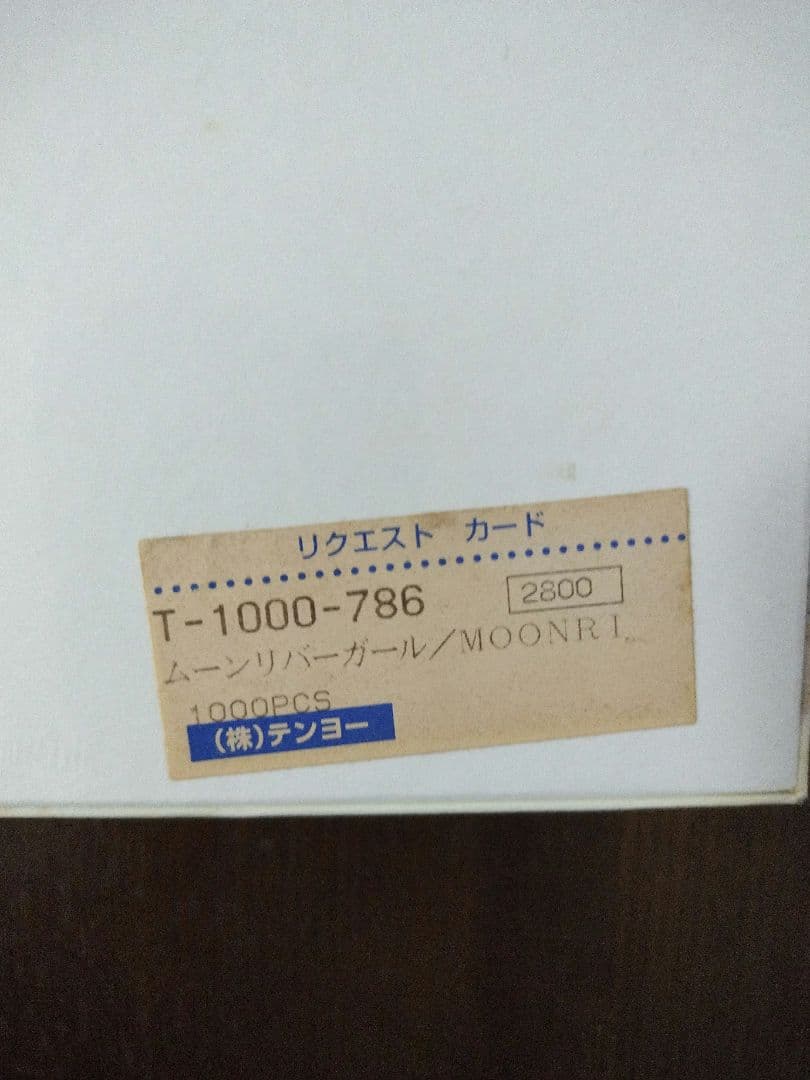 リクエスト カード
T-1000-786 2800
ムーンリバーガール/MOONRI
1000PCS
(株)テンヨー